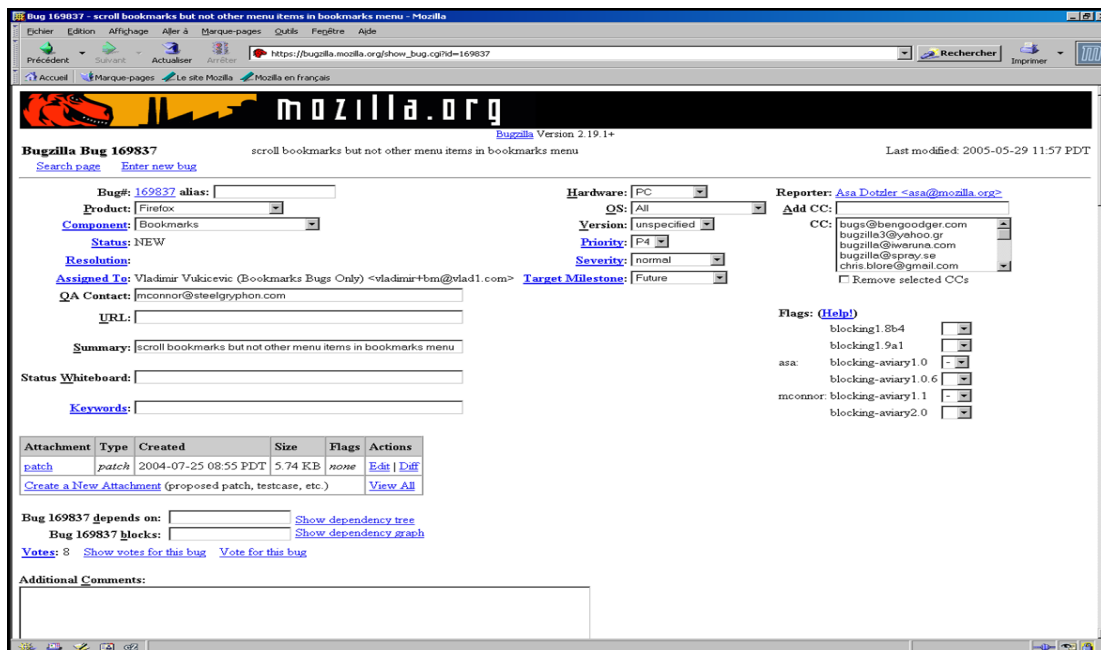 Bug 169837 - scroll bookmarks but not other menu items in bookmarks menu - Mozilla
Fichier Edition Affichage Aller à Marque-pages Outils Fenêtre Aide
Précédent Suivant Actualiser Arrêter https://bugzilla.mozilla.org/show_bug.cgi?id=169837 Rechercher Imprimer
Accueil Marque-pages Le site Mozilla Mozilla en français
mozilla.org
Bugzilla Version 2.19.1+
Bugzilla Bug 169837 scroll bookmarks but not other menu items in bookmarks menu Last modified: 2005-05-29 11:57 PDT
Search page Enter new bug
Bug#: 169837 alias: Hardware: PC Reporter: Asa Dotzler <asa@mozilla.org>
Product: Firefox OS: All Add CC:
Component: Bookmarks Version: unspecified CC: bugs@bengoodger.com
bugzilla3@yahoo.gr
Status: NEW Priority: P4 bugzilla@iwaruna.com
Resolution: Severity: normal bugzilla@spray.se
chris.blore@gmail.com
Assigned To: Vladimir Vukicevic (Bookmarks Bugs Only) <vladimir+bm@vlad1.com> Target Milestone: Future Remove selected CCs
QA Contact: mconnor@steelgryphon.com
URL:
Flags: (Help!)
blocking1.8b4
Summary: scroll bookmarks but not other menu items in bookmarks menu blocking1.9a1
asa: blocking-aviary1.0 -
Status Whiteboard: blocking-aviary1.0.6
mconnor: blocking-aviary1.1 -
Keywords: blocking-aviary2.0
Attachment Type Created Size Flags Actions
patch patch 2004-07-25 08:55 PDT 5.74 KB none Edit | Diff
Create a New Attachment (proposed patch, testcase, etc.) View All
Bug 169837 depends on: Show dependency tree
Bug 169837 blocks: Show dependency graph
Votes: 8 Show votes for this bug Vote for this bug
Additional Comments: